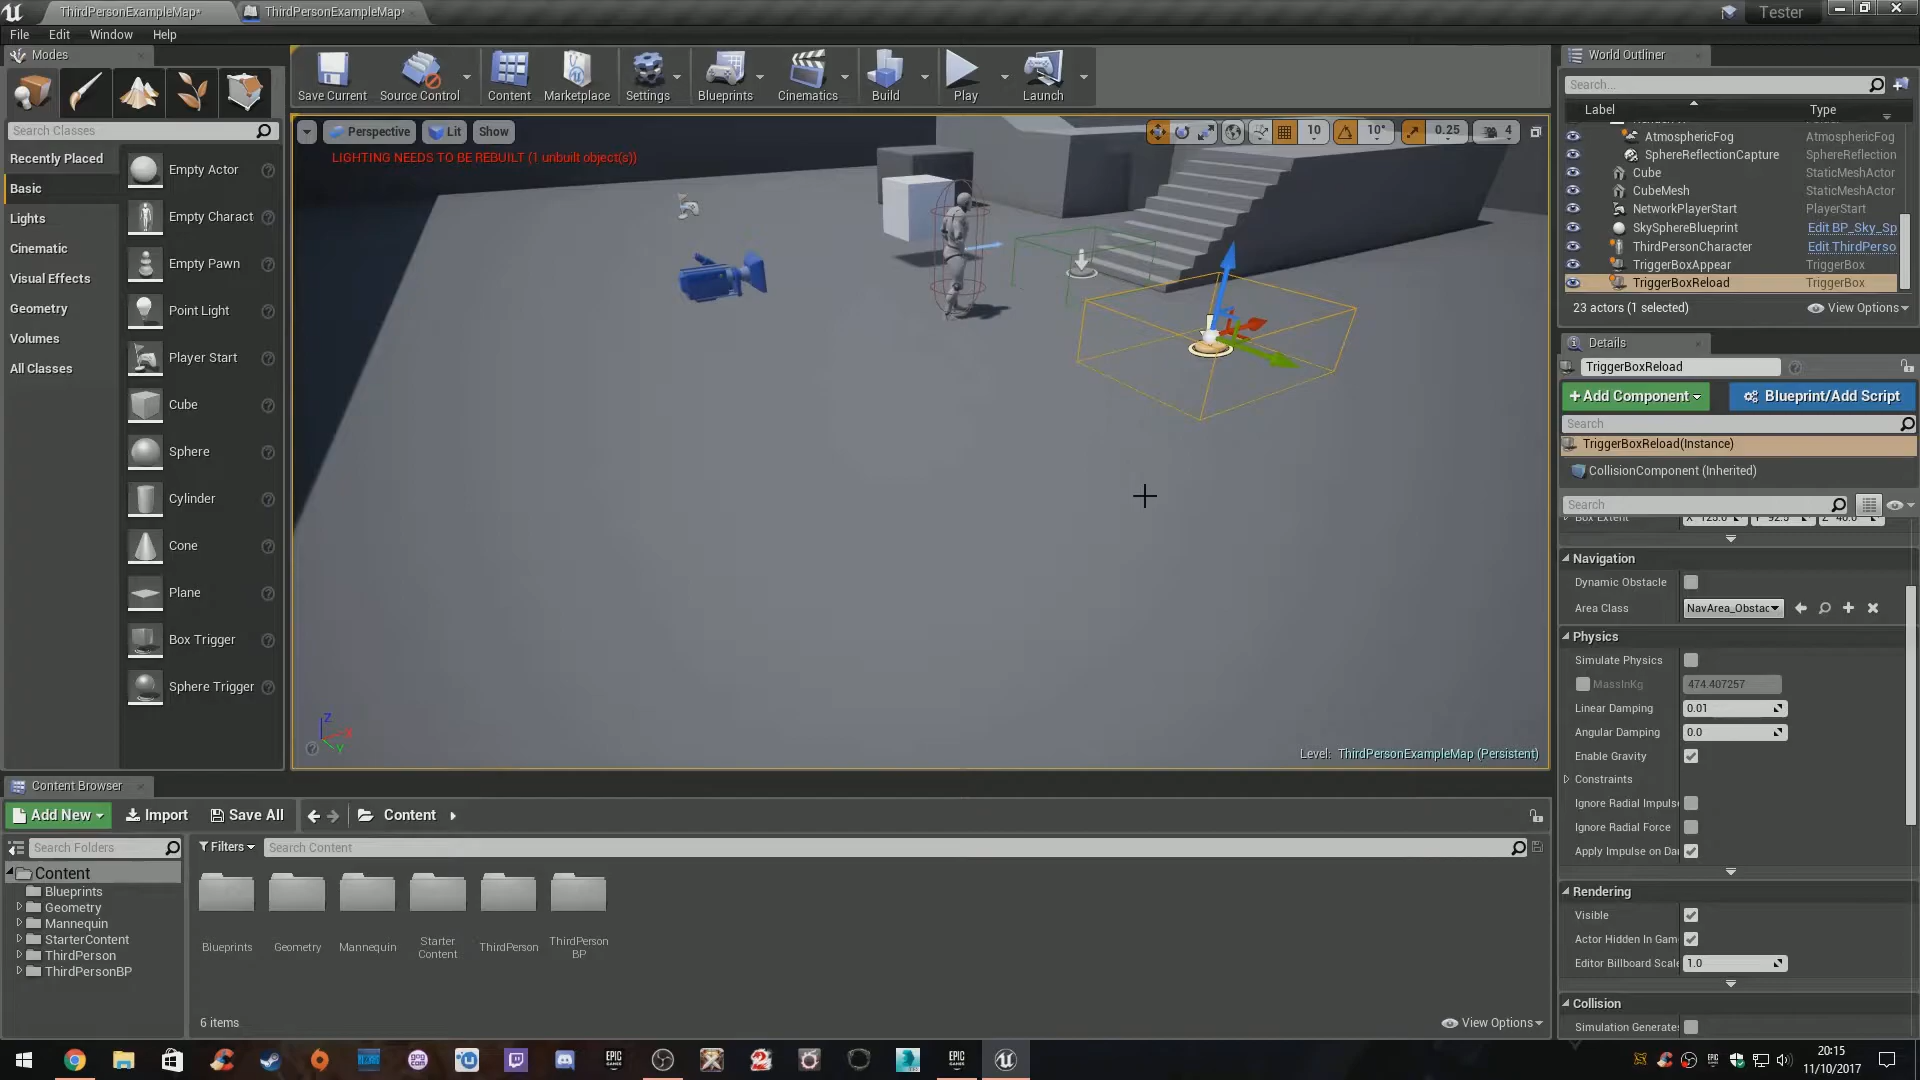 ThirdPersonExampleMap*
ThirdPersonExampleMap*
Tester
File Edit Window Help
Modes
Save Current
Source Control
Content
Marketplace
Settings
Blueprints
Cinematics
Build
Play
Launch
Search Classes
Recently Placed
Basic
Lights
Cinematic
Visual Effects
Geometry
Volumes
All Classes
Empty Actor
Empty Charact
Empty Pawn
Point Light
Player Start
Cube
Sphere
Cylinder
Cone
Plane
Box Trigger
Sphere Trigger
Perspective Lit Show
10 10° 0.25 4
LIGHTING NEEDS TO BE REBUILT (1 unbuilt object(s))
Z X Y
Level: ThirdPersonExampleMap (Persistent)
World Outliner
Search...
Label Type
AtmosphericFog AtmosphericFog
SphereReflectionCapture SphereReflection
Cube StaticMeshActor
CubeMesh StaticMeshActor
NetworkPlayerStart PlayerStart
SkySphereBlueprint Edit BP_Sky_Sp
ThirdPersonCharacter Edit ThirdPerso
TriggerBoxAppear TriggerBox
TriggerBoxReload TriggerBox
23 actors (1 selected) View Options
Details
TriggerBoxReload
+Add Component Blueprint/Add Script
Search
TriggerBoxReload(Instance)
CollisionComponent (Inherited)
Search
Box Extent
Navigation
Dynamic Obstacle
Area Class NavArea_Obstac
Physics
Simulate Physics
MassInKg 474.407257
Linear Damping 0.01
Angular Damping 0.0
Enable Gravity
Constraints
Ignore Radial Impuls
Ignore Radial Force
Apply Impulse on Da
Rendering
Visible
Actor Hidden In Gam
Editor Billboard Scale 1.0
Collision
Simulation Generates
Content Browser
Add New Import Save All Content
Search Folders
Filters Search Content
Content
Blueprints
Geometry
Mannequin
StarterContent
ThirdPerson
ThirdPersonBP
Blueprints
Geometry
Mannequin
Starter
Content
ThirdPerson
ThirdPerson
BP
6 items View Options
gog
EPIC
GAMES
2
EPIC
GAMES
20:15
11/10/2017